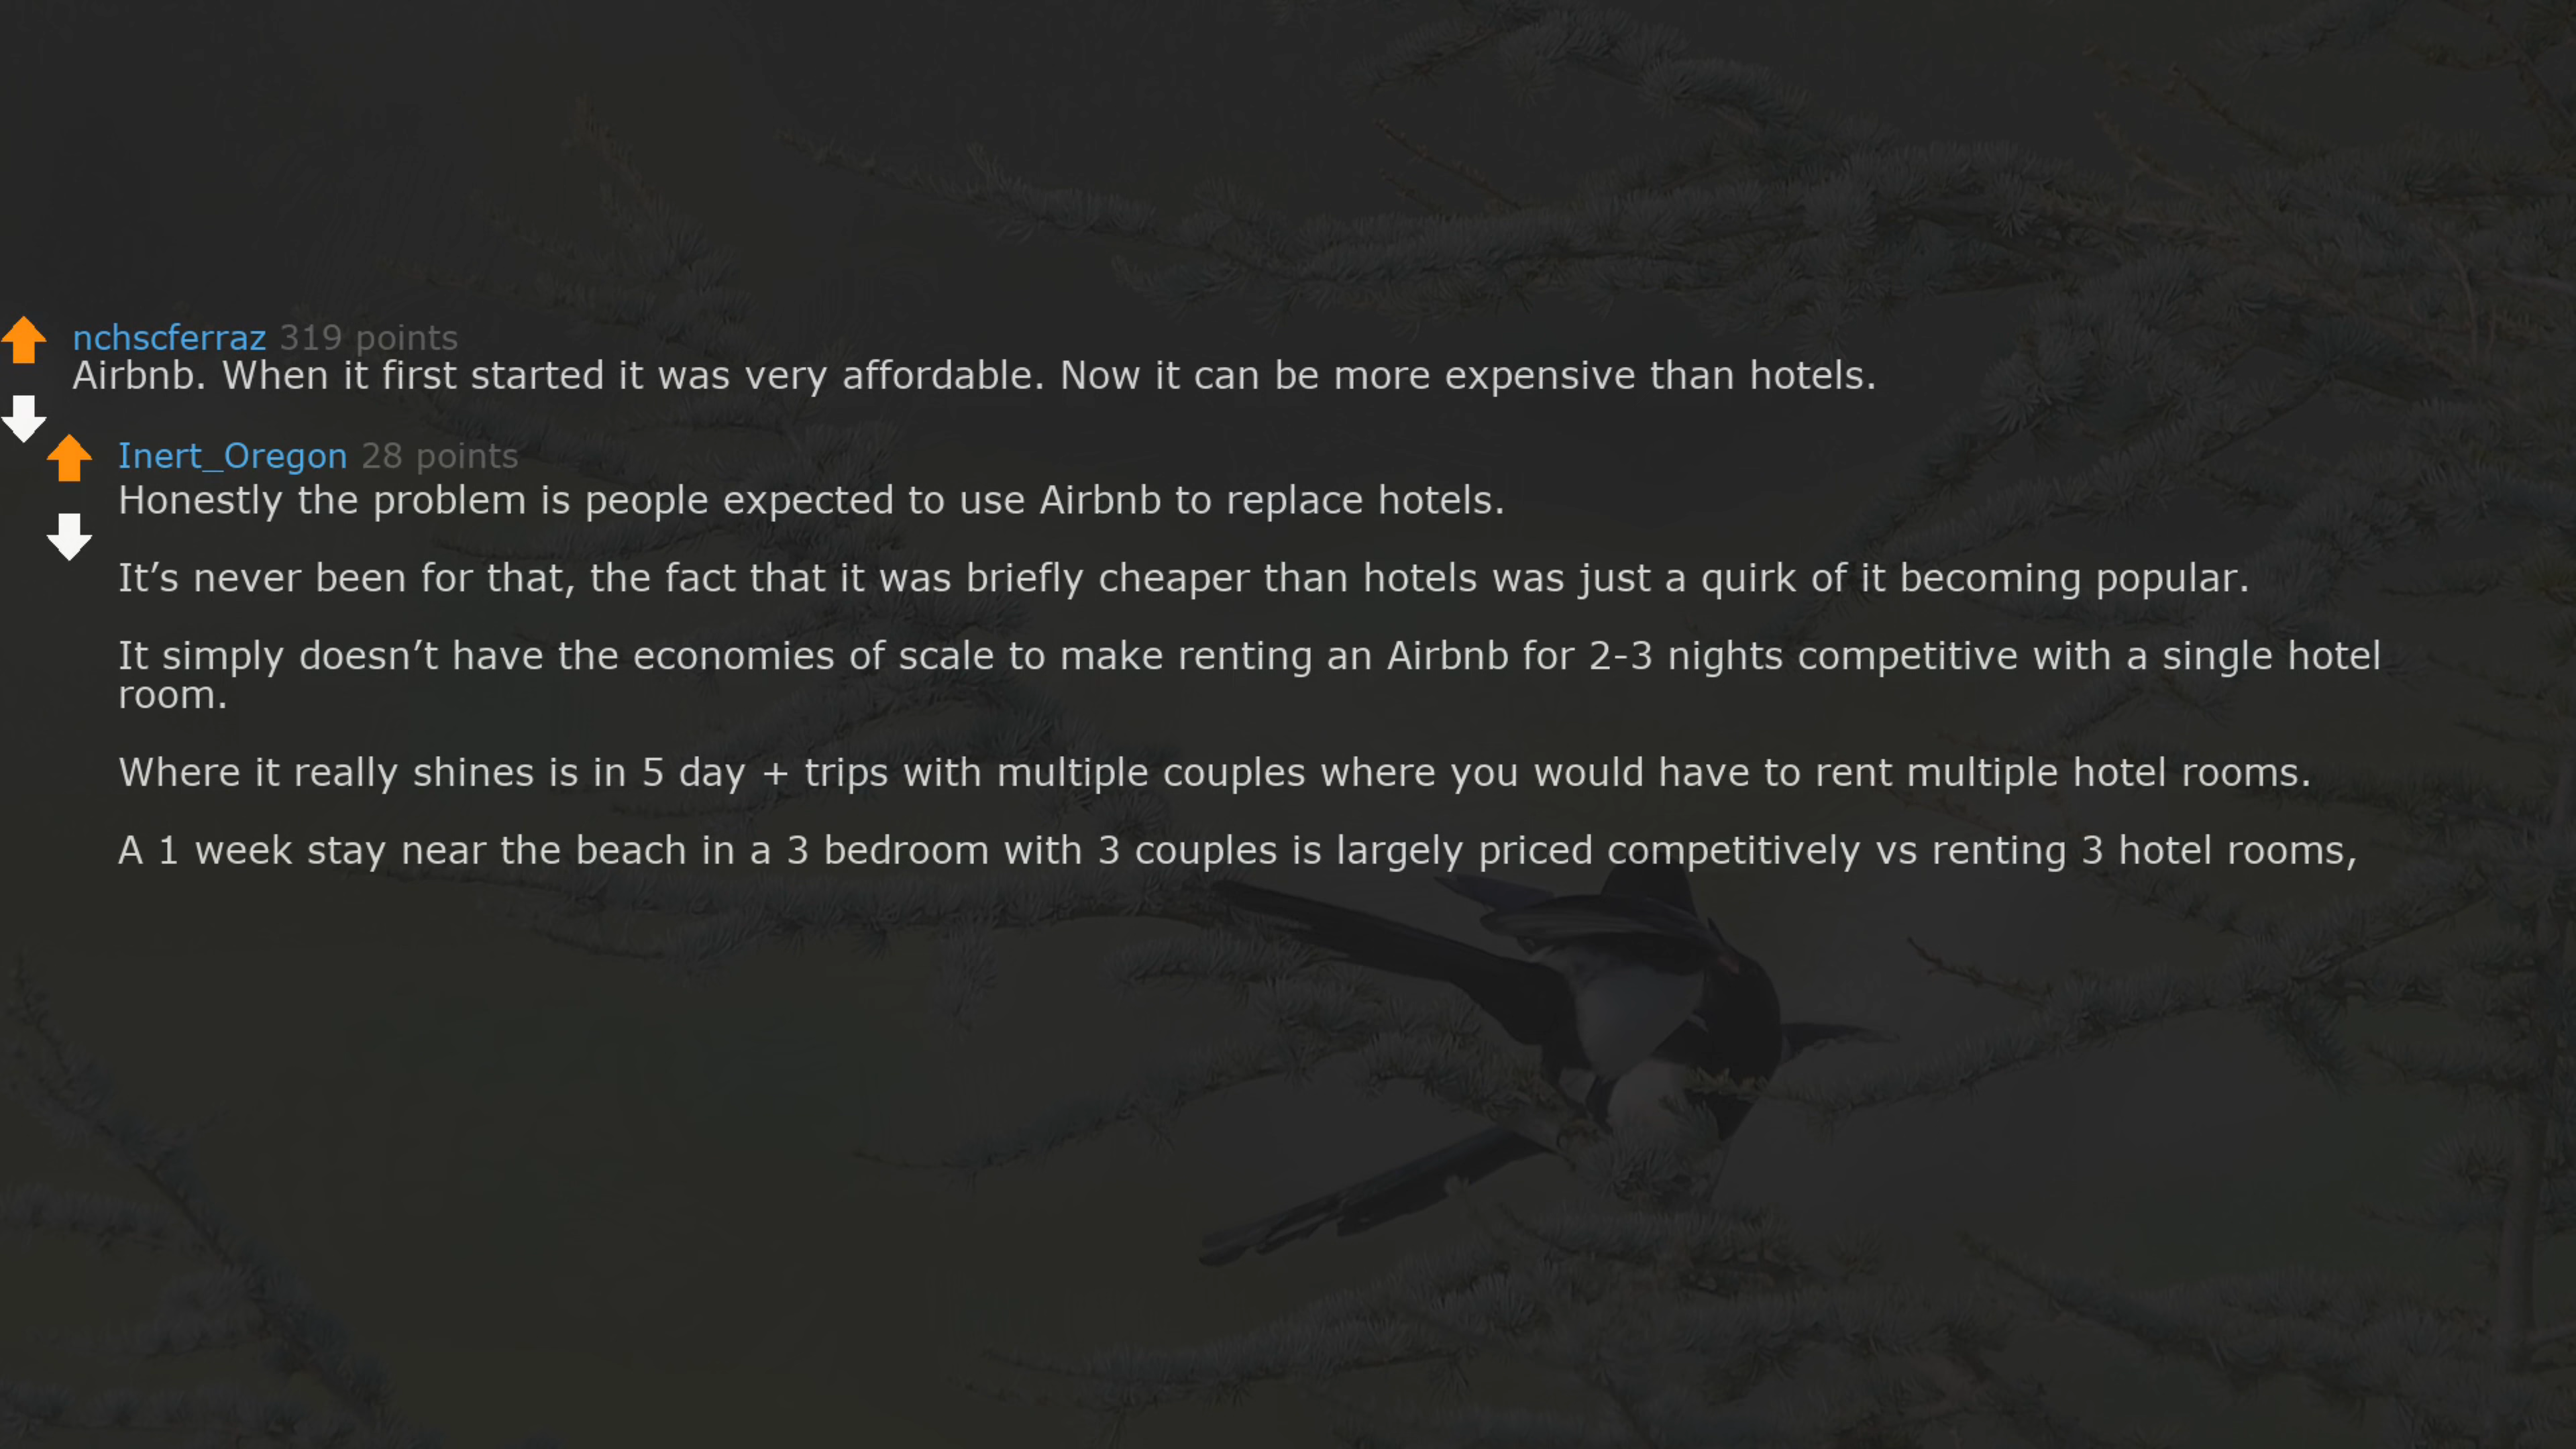 nchscferraz 319 points
Airbnb. When it first started it was very affordable. Now it can be more expensive than hotels.
Inert_Oregon 28 points
Honestly the problem is people expected to use Airbnb to replace hotels.
It’s never been for that, the fact that it was briefly cheaper than hotels was just a quirk of it becoming popular.
It simply doesn’t have the economies of scale to make renting an Airbnb for 2-3 nights competitive with a single hotel
room.
Where it really shines is in 5 day + trips with multiple couples where you would have to rent multiple hotel rooms.
A 1 week stay near the beach in a 3 bedroom with 3 couples is largely priced competitively vs renting 3 hotel rooms,